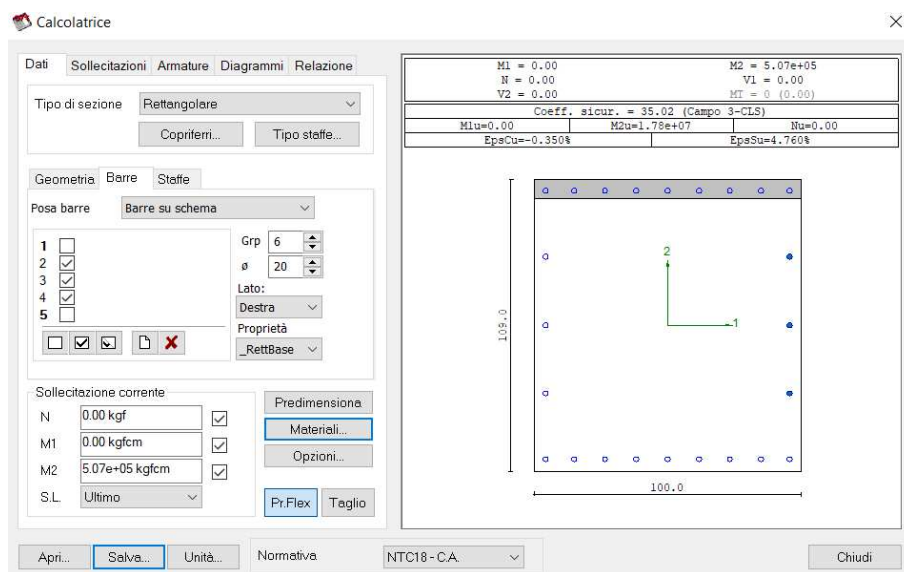 Calcolatrice
Dati Sollecitazioni Armature Diagrammi Relazione
Tipo di sezione Rettangolare
Copriferri... Tipo staffe...
Geometria Barre Staffe
Posa barre Barre su schema
1
2
3
4
5
Grp 6
ø 20
Lato:
Destra
Proprietà
_RettBase
Sollecitazione corrente
N 0.00 kgf
M1 0.00 kgfcm
M2 5.07e+05 kgfcm
S.L. Ultimo
Predimensiona
Materiali...
Opzioni...
Pr.Flex Taglio
M1 = 0.00 M2 = 5.07e+05
N = 0.00 V1 = 0.00
V2 = 0.00 MT = 0 (0.00)
Coeff. sicur. = 35.02 (Campo 3-CLS)
M1u=0.00 M2u=1.78e+07 Nu=0.00
EpsCu=-0.350% EpsSu=4.760%
2
1
109.0
100.0
Apri... Salva... Unità... Normativa NTC18 - C.A. Chiudi